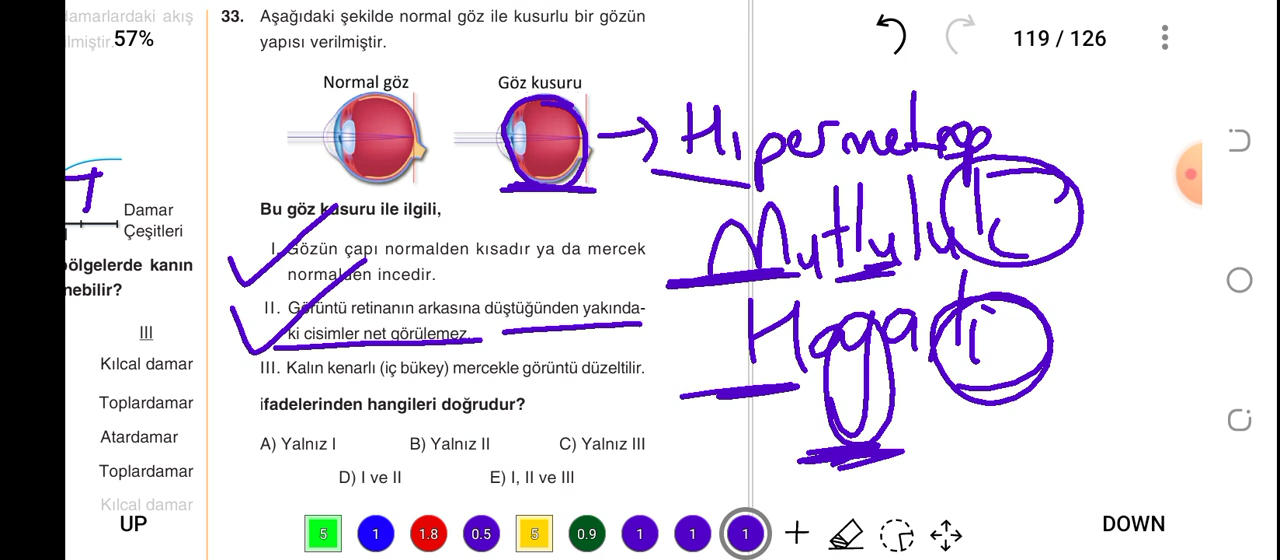 damarlardaki akış
ilmiştir.
57%
33. Aşağıdaki şekilde normal göz ile kusurlu bir gözün
yapısı verilmiştir.
119 / 126
Normal göz
Göz kusuru
Hipermetrop
Mutluluk
Hayati
Damar
Çeşitleri
bölgelerde kanın
nebilir?
III
Kılcal damar
Toplardamar
Atardamar
Toplardamar
Kılcal damar
Bu göz kusuru ile ilgili,
I. Gözün çapı normalden kısadır ya da mercek
normalden incedir.
II. Görüntü retinanın arkasına düştüğünden yakında-
ki cisimler net görülemez.
III. Kalın kenarlı (iç bükey) mercekle görüntü düzeltilir.
ifadelerinden hangileri doğrudur?
A) Yalnız I B) Yalnız II C) Yalnız III
D) I ve II E) I, II ve III
UP
5 1 1.8 0.5 5 0.9 1 1 1
DOWN